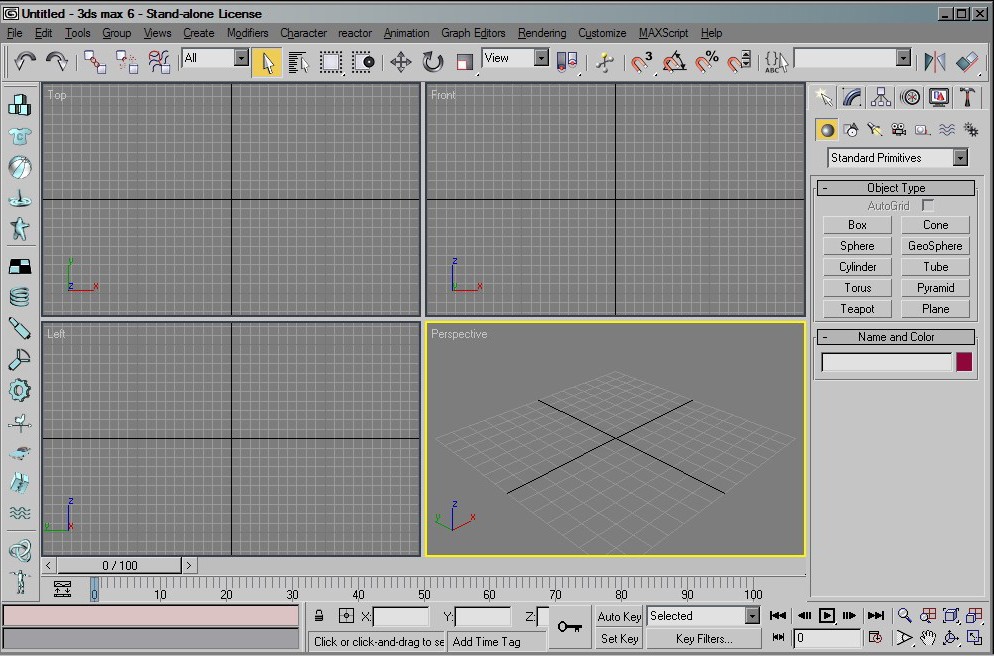 Untitled - 3ds max 6 - Stand-alone License
File Edit Tools Group Views Create Modifiers Character reactor Animation Graph Editors Rendering Customize MAXScript Help
All View 3 % {} ABC
Top
Front
Standard Primitives
- Object Type
AutoGrid
Box Cone
Sphere GeoSphere
Cylinder Tube
Torus Pyramid
Teapot Plane
- Name and Color
y z x
z y x
Left
Perspective
z y x
z y x
< 0 / 100 >
0 10 20 30 40 50 60 70 80 90 100
X: Y: Z: Auto Key Selected
Click or click-and-drag to se Add Time Tag Set Key Key Filters... 0